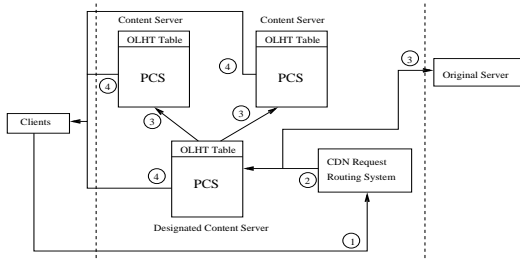 Content Server
Content Server
OLHT Table
OLHT Table
PCS
PCS
3
Original Server
4
4
Clients
3
3
OLHT Table
CDN Request
Routing System
4
PCS
2
Designated Content Server
1